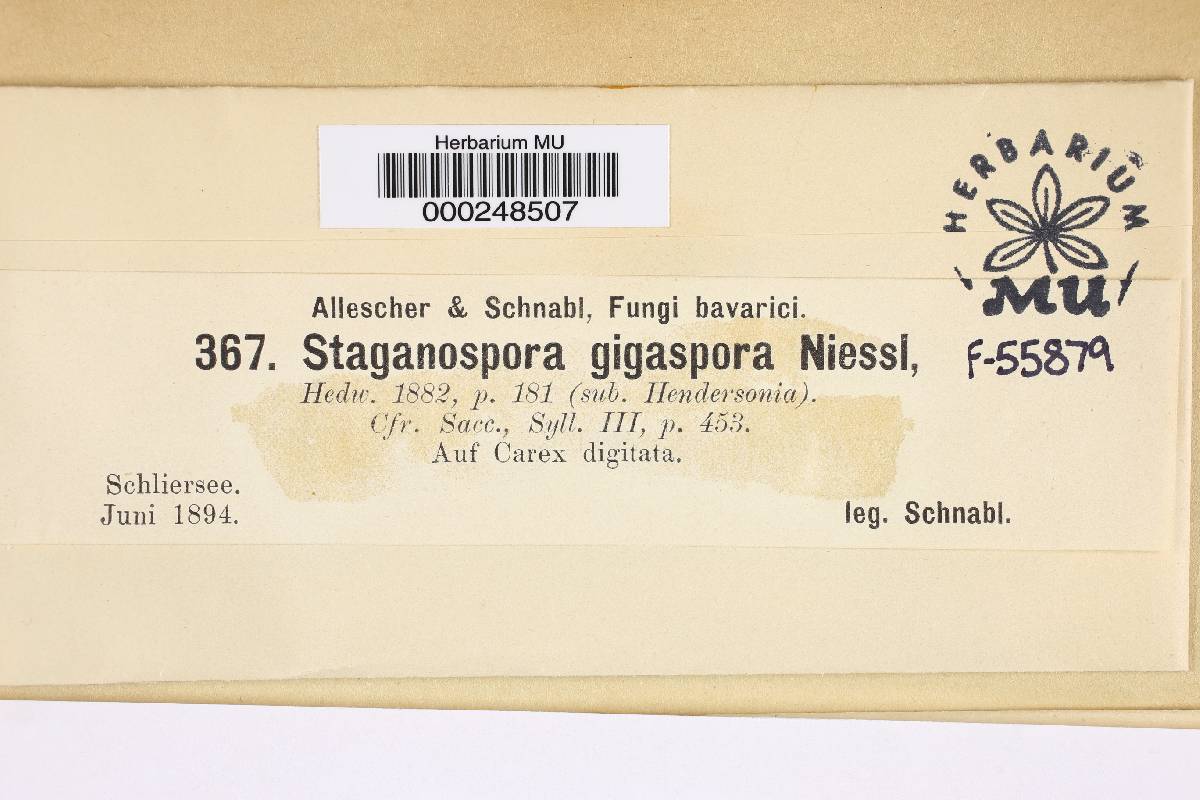 Herbarium MU
000248507
HERBARIUM
MU
Allescher & Schnabl, Fungi bavarici.
367. Staganospora gigaspora Niessl,
F-55879
Hedw. 1882, p. 181 (sub. Hendersonia).
Cfr. Sacc., Syll. III, p. 453.
Auf Carex digitata.
Schliersee.
Juni 1894.
leg. Schnabl.